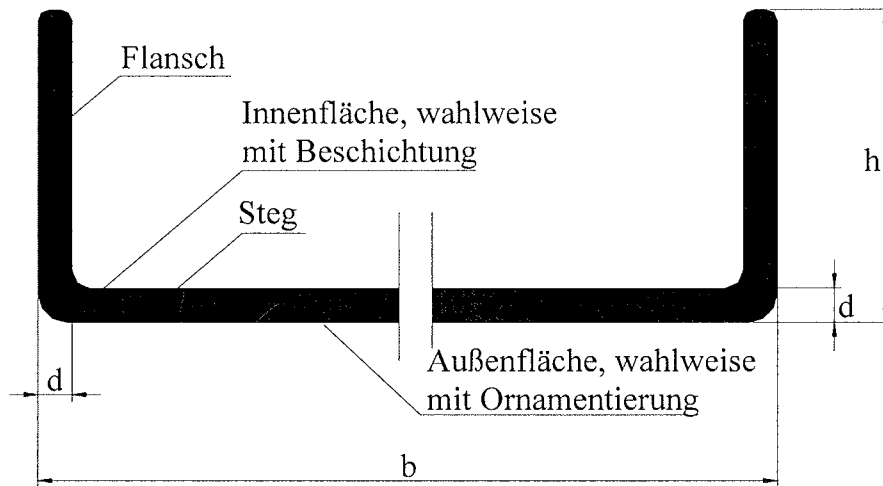 Flansch
Innenfläche, wahlweise
mit Beschichtung
h
Steg
d
Außenfläche, wahlweise
mit Ornamentierung
d
b